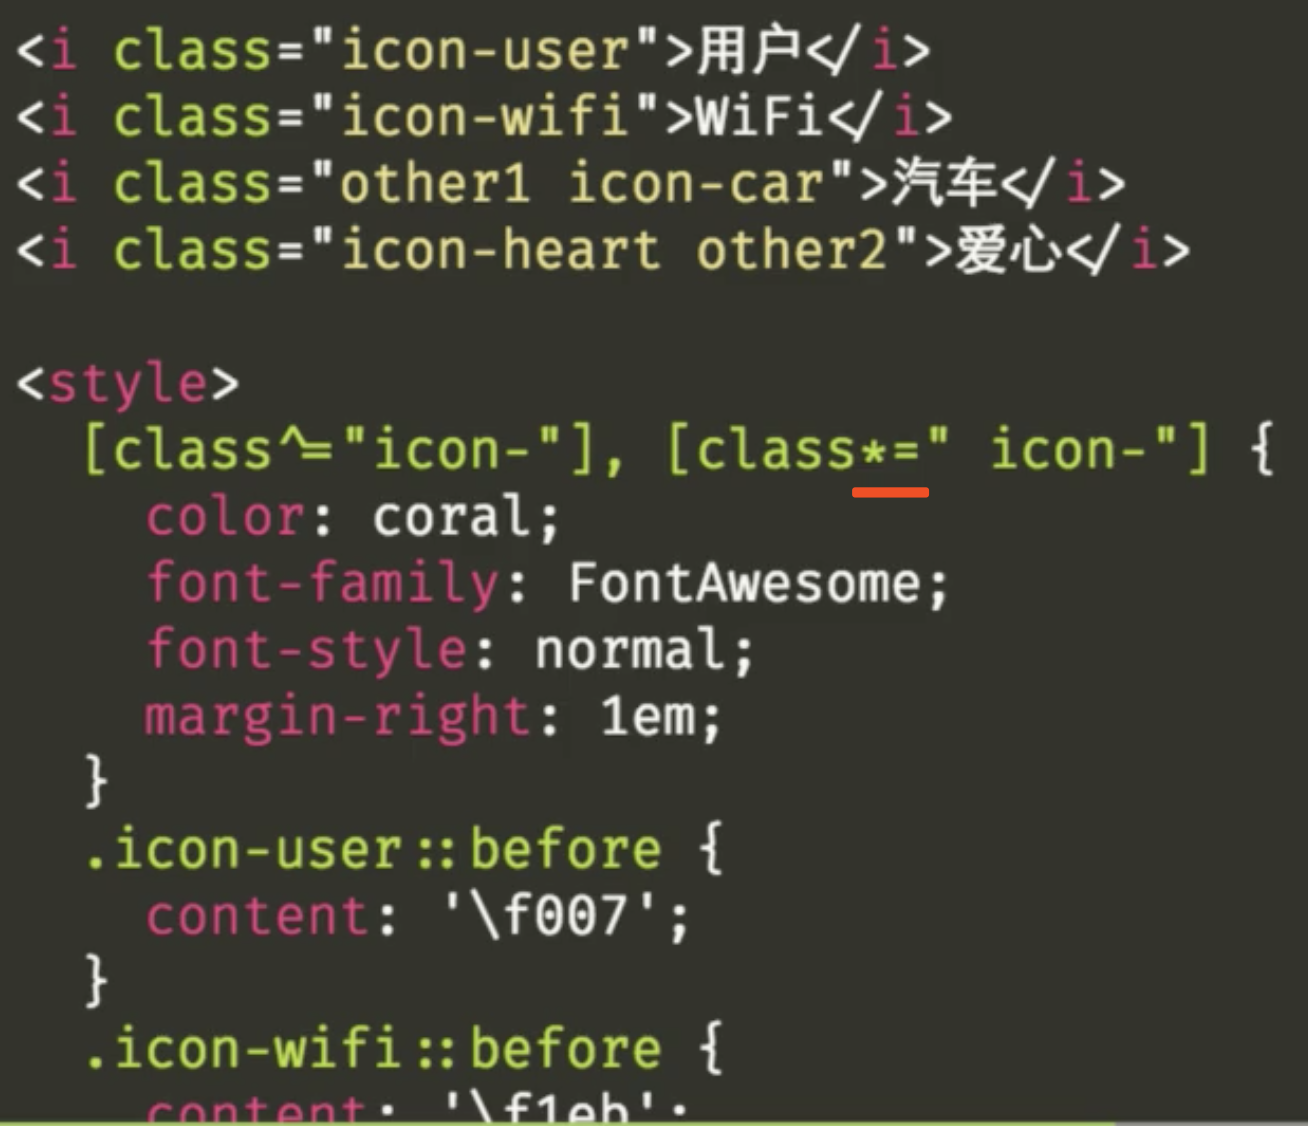 <i class="icon-user">用户</i>
<i class="icon-wifi">WiFi</i>
<i class="other1 icon-car">汽车</i>
<i class="icon-heart other2">爱心</i>
<style>
[class^="icon-"], [class*=" icon-"] {
color: coral;
font-family: FontAwesome;
font-style: normal;
margin-right: 1em;
}
.icon-user::before {
content: '\f007';
}
.icon-wifi::before {
content: '\f1eb';